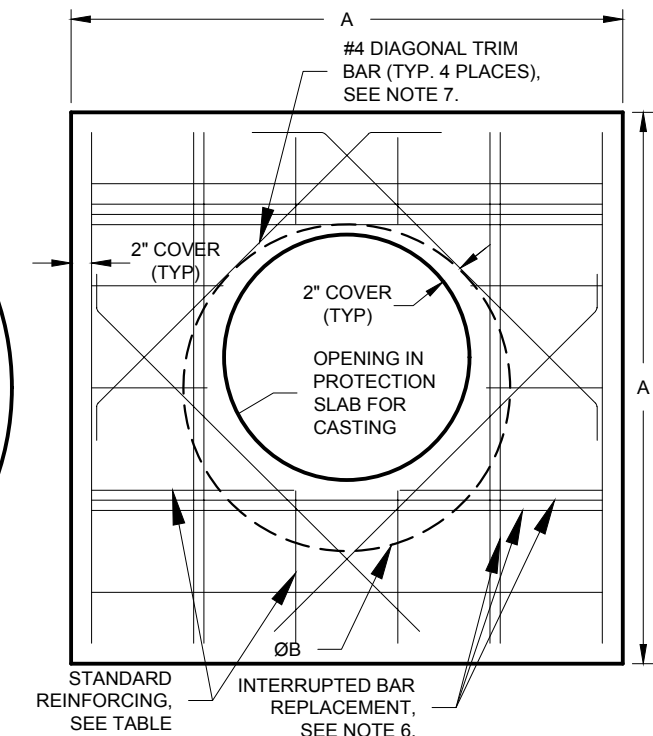 A
#4 DIAGONAL TRIM
BAR (TYP. 4 PLACES),
SEE NOTE 7.
2" COVER
(TYP)
2" COVER
(TYP)
OPENING IN
PROTECTION
SLAB FOR
CASTING
A
ØB
STANDARD
REINFORCING,
SEE TABLE
INTERRUPTED BAR
REPLACEMENT,
SEE NOTE 6.